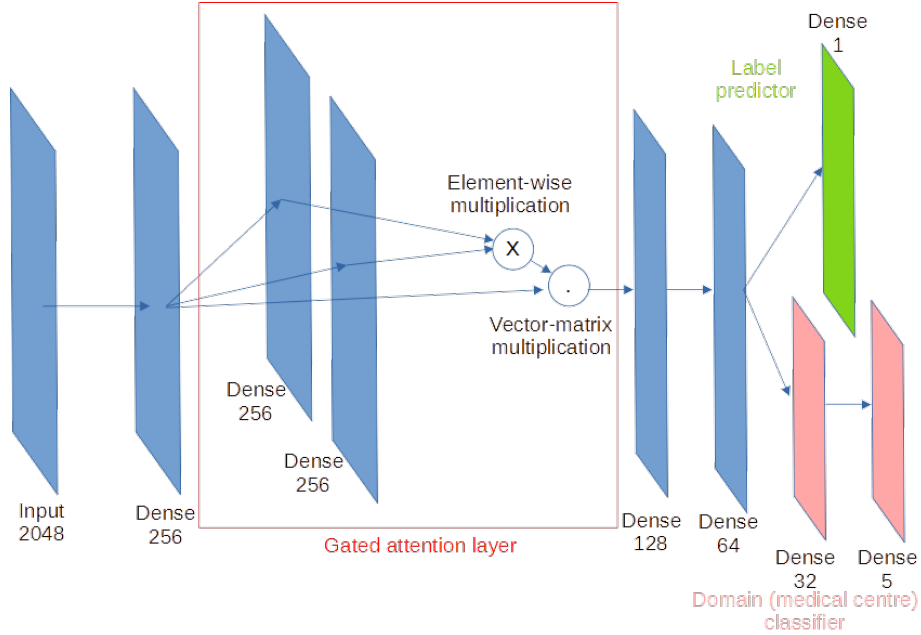 Dense
1
Label
predictor
Element-wise
multiplication
X
.
Vector-matrix
multiplication
Dense
256
Dense
256
Input
2048
Dense
256
Gated attention layer
Dense
128
Dense
64
Dense
32
Dense
5
Domain (medical centre)
classifier